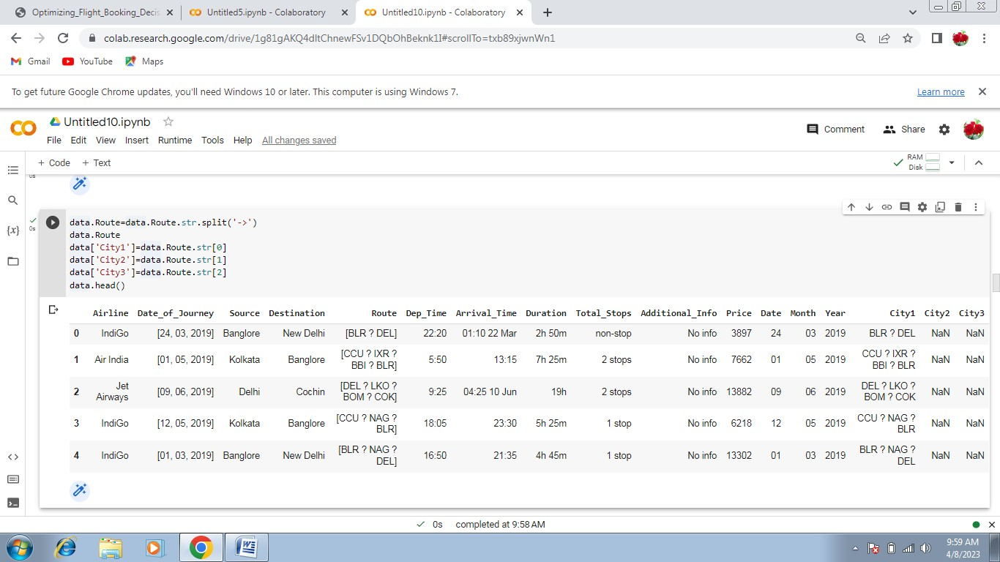 Optimizing_Flight_Booking_Decis
Untitled5.ipynb - Colaboratory
Untitled10.ipynb - Colaboratory
colab.research.google.com/drive/1g81gAKQ4dItChnewFSv1DQbOhBeknk1I#scrollTo=txb89xjwnWn1
Gmail YouTube Maps
To get future Google Chrome updates, you'll need Windows 10 or later. This computer is using Windows 7. Learn more
Untitled10.ipynb
File Edit View Insert Runtime Tools Help All changes saved
Comment Share
+ Code + Text
RAM
Disk
0s
{x}
0s
data.Route=data.Route.str.split('->')
data.Route
data['City1']=data.Route.str[0]
data['City2']=data.Route.str[1]
data['City3']=data.Route.str[2]
data.head()
Airline Date_of_Journey Source Destination Route Dep_Time Arrival_Time Duration Total_Stops Additional_Info Price Date Month Year City1 City2 City3
0 IndiGo [24, 03, 2019] Banglore New Delhi [BLR ? DEL] 22:20 01:10 22 Mar 2h 50m non-stop No info 3897 24 03 2019 BLR ? DEL NaN NaN
1 Air India [01, 05, 2019] Kolkata Banglore [CCU ? IXR ? BBI ? BLR] 5:50 13:15 7h 25m 2 stops No info 7662 01 05 2019 CCU ? IXR ? BBI ? BLR NaN NaN
2 Jet Airways [09, 06, 2019] Delhi Cochin [DEL ? LKO ? BOM ? COK] 9:25 04:25 10 Jun 19h 2 stops No info 13882 09 06 2019 DEL ? LKO ? BOM ? COK NaN NaN
3 IndiGo [12, 05, 2019] Kolkata Banglore [CCU ? NAG ? BLR] 18:05 23:30 5h 25m 1 stop No info 6218 12 05 2019 CCU ? NAG ? BLR NaN NaN
4 IndiGo [01, 03, 2019] Banglore New Delhi [BLR ? NAG ? DEL] 16:50 21:35 4h 45m 1 stop No info 13302 01 03 2019 BLR ? NAG ? DEL NaN NaN
0s completed at 9:58 AM
9:59 AM
4/8/2023